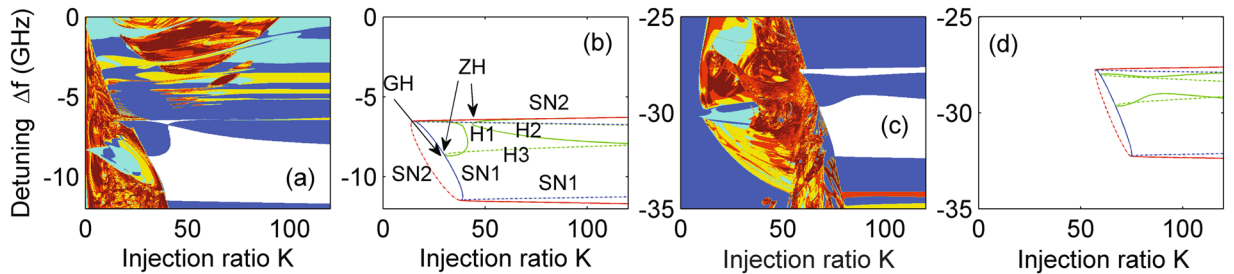 Detuning Δf (GHz)
0
-5
-10
0 50 100
Injection ratio K
(a)
0
-5
-10
0 50 100
Injection ratio K
(b)
ZH
GH
SN2
H1
H2
H3
SN2
SN1
SN1
-25
-30
-35
0 50 100
Injection ratio K
(c)
-25
-30
-35
0 50 100
Injection ratio K
(d)